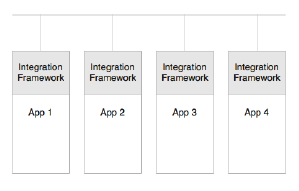 Integration
Framework
Integration
Framework
Integration
Framework
Integration
Framework
App 1
App 2
App 3
App 4